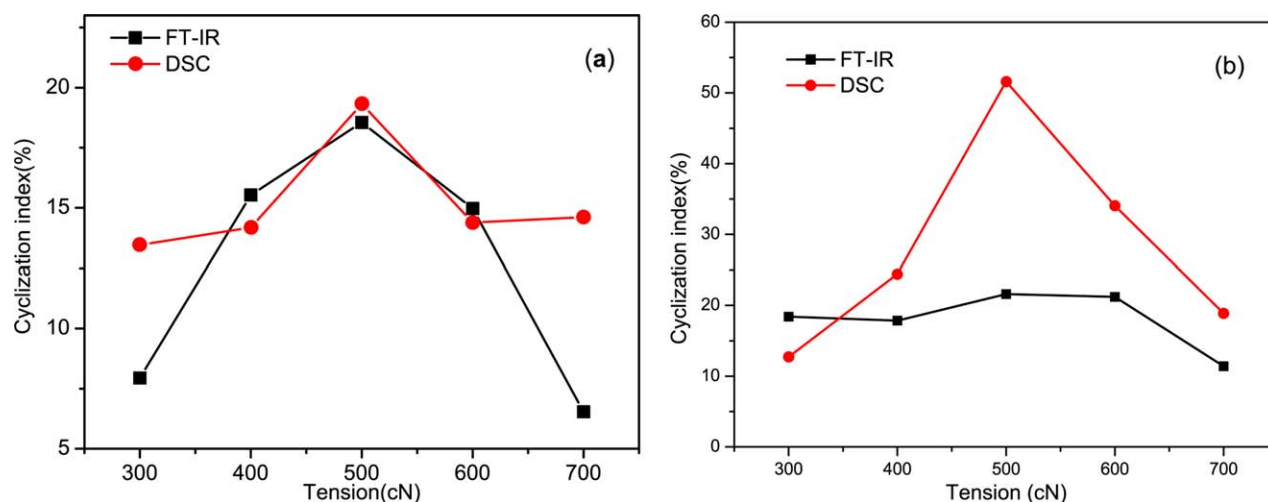 (a)
FT-IR
DSC
Cyclization index(%)
20
15
10
5
300 400 500 600 700
Tension(cN)
(b)
FT-IR
DSC
Cyclization index(%)
60
50
40
30
20
10
0
300 400 500 600 700
Tension (cN)